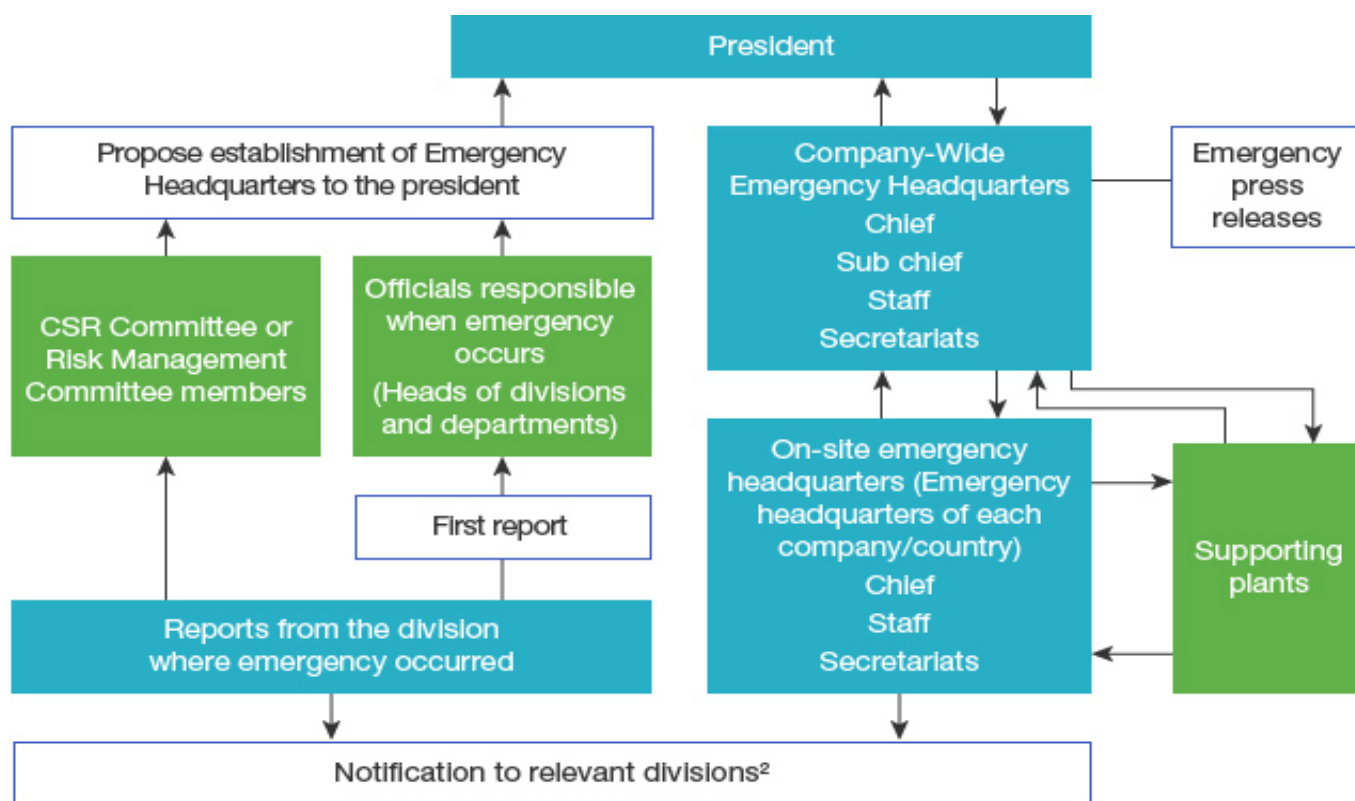 President
Propose establishment of Emergency
Headquarters to the president
Company-Wide
Emergency Headquarters
Chief
Sub chief
Staff
Secretariats
Emergency
press
releases
CSR Committee or
Risk Management
Committee members
Officials responsible
when emergency
occurs
(Heads of divisions
and departments)
First report
On-site emergency
headquarters (Emergency
headquarters of each
company/country)
Chief
Staff
Secretariats
Supporting
plants
Reports from the division
where emergency occurred
Notification to relevant divisions²